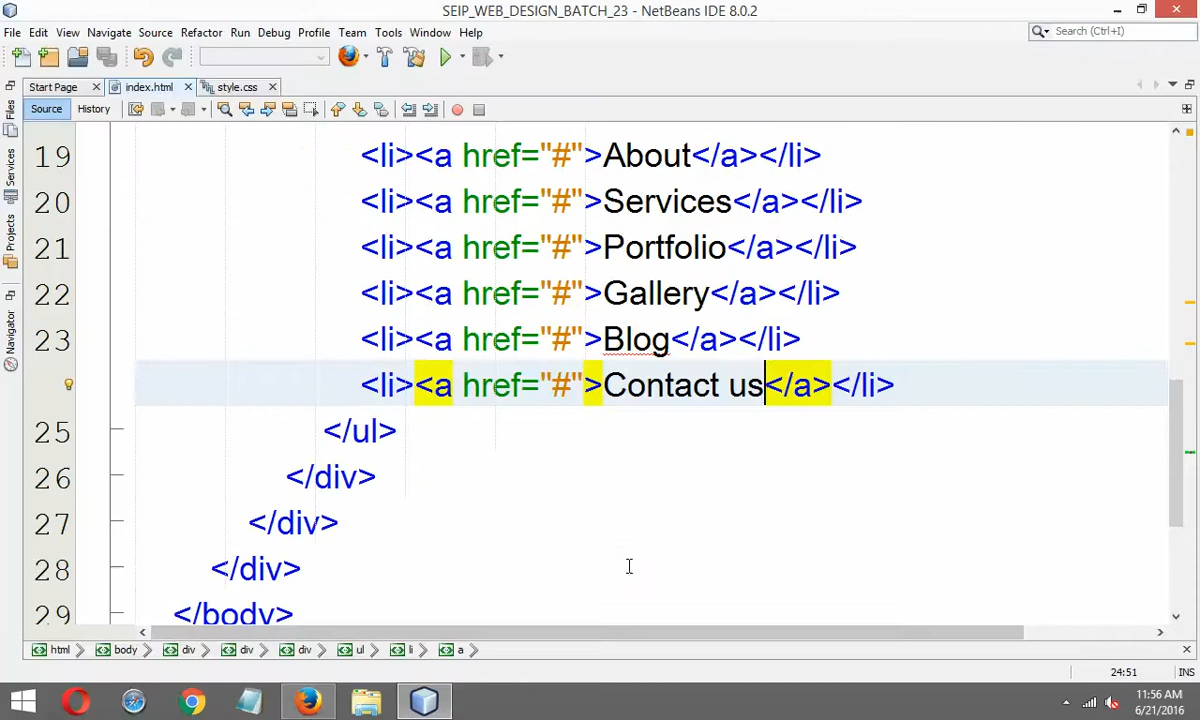 SEIP_WEB_DESIGN_BATCH_23 - NetBeans IDE 8.0.2
File Edit View Navigate Source Refactor Run Debug Profile Team Tools Window Help
Search (Ctrl+I)
Start Page index.html style.css
Source History
Files
Services
Projects
Navigator
19 <li><a href="#">About</a></li>
20 <li><a href="#">Services</a></li>
21 <li><a href="#">Portfolio</a></li>
22 <li><a href="#">Gallery</a></li>
23 <li><a href="#">Blog</a></li>
<li><a href="#">Contact us</a></li>
25 </ul>
26 </div>
27 </div>
28 </div>
29 </body>
html body div div div ul li a
24:51 INS
11:56 AM
6/21/2016